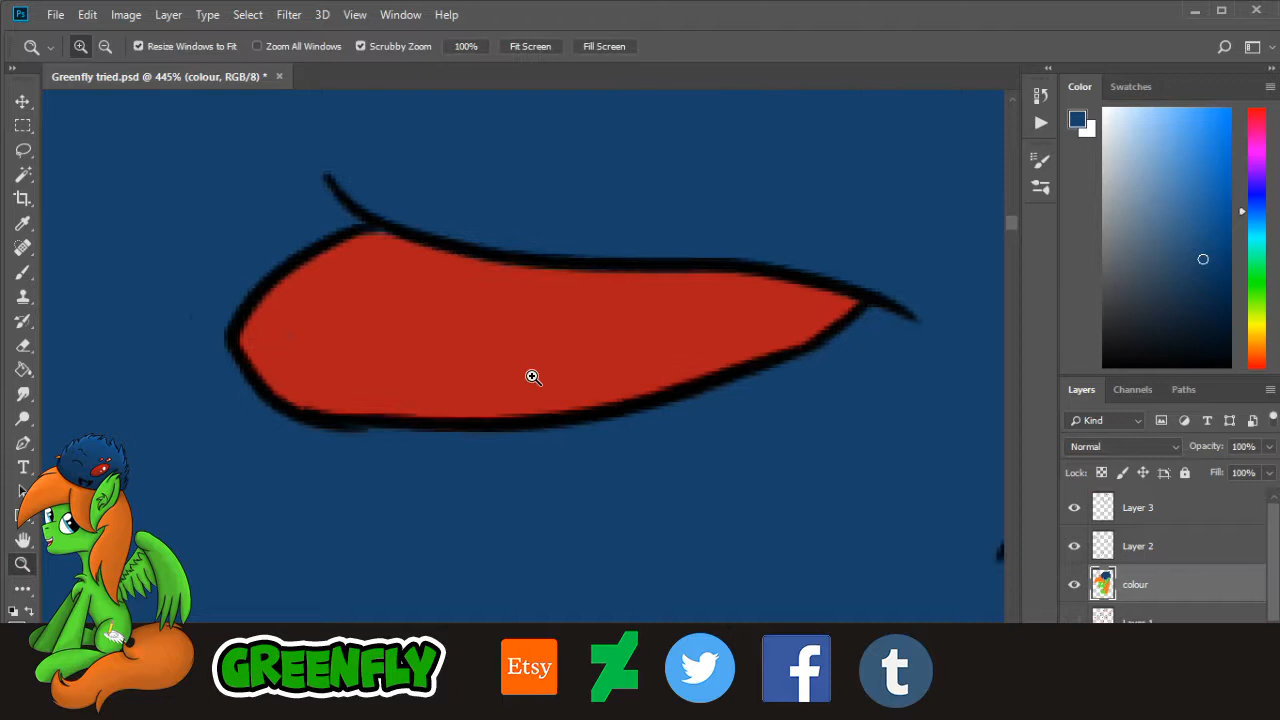 Ps File Edit Image Layer Type Select Filter 3D View Window Help
Resize Windows to Fit Zoom All Windows Scrubby Zoom 100% Fit Screen Fill Screen
Greenfly tried.psd @ 445% (colour, RGB/8) *
Color Swatches
Layers Channels Paths
Kind
Normal Opacity: 100%
Lock: Fill: 100%
Layer 3
Layer 2
colour
GREENFLY
Etsy